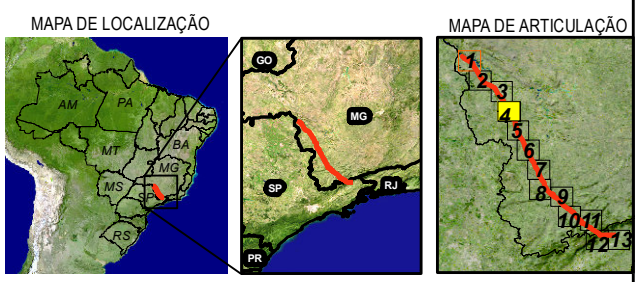 MAPA DE LOCALIZAÇÃO
AM
PA
MT
BA
MG
MS
SP
RS
GO
MG
SP
RJ
PR
MAPA DE ARTICULAÇÃO
1
2
3
4
5
6
7
8
9
10
11
12
13